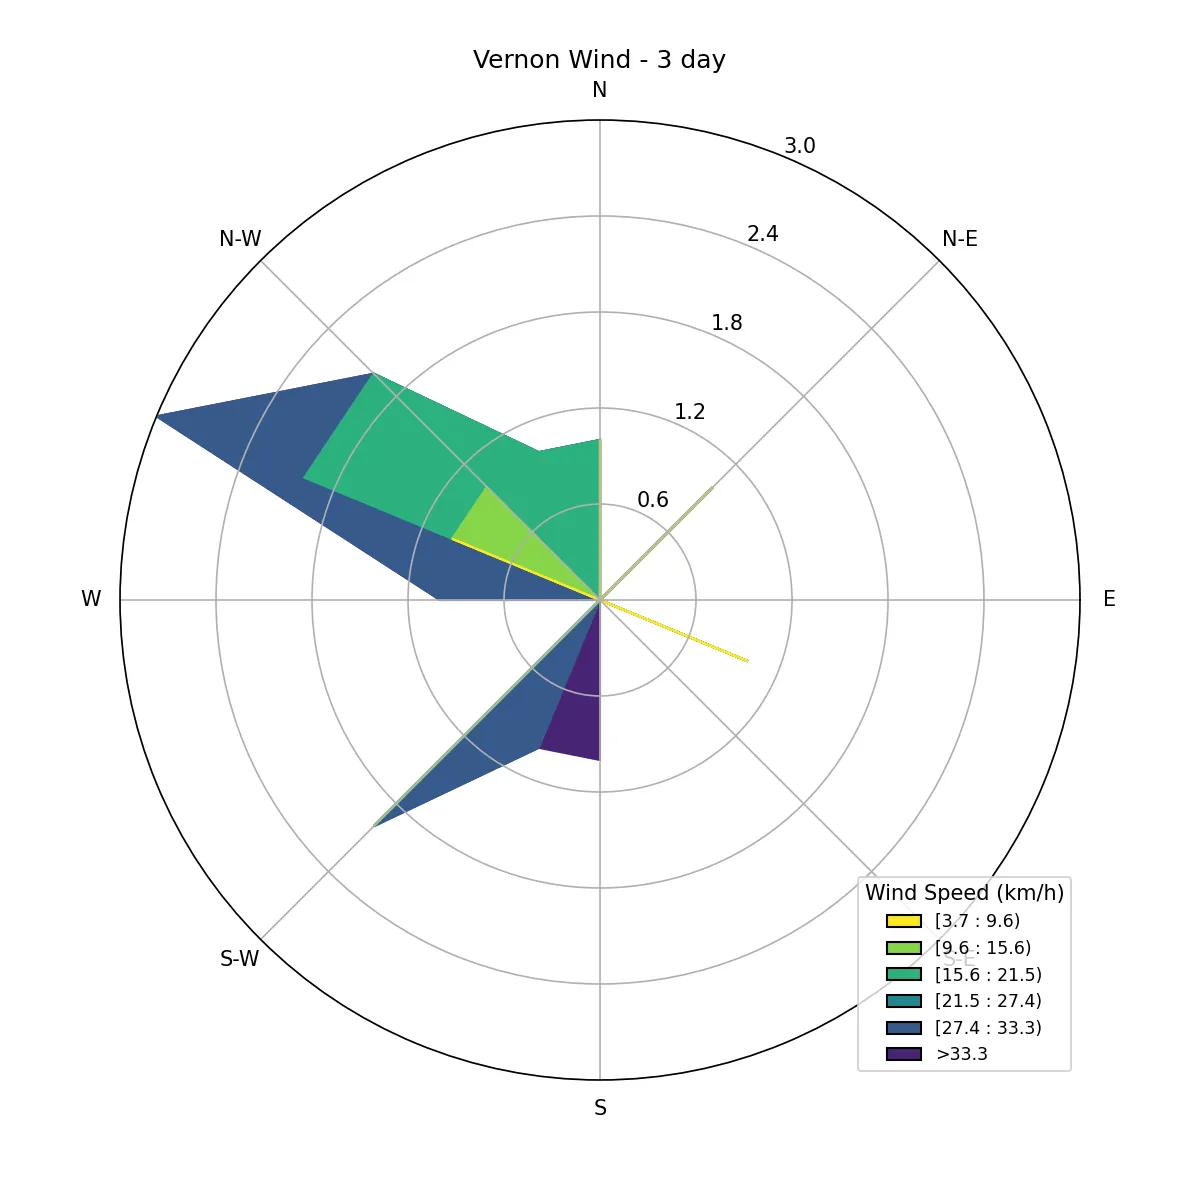 Vernon Wind - 3 day
N
3.0
N-W
2.4
N-E
1.8
1.2
0.6
W
E
Wind Speed (km/h)
[3.7 : 9.6)
[9.6 : 15.6)
S-W
S-E
[15.6 : 21.5)
[21.5 : 27.4)
[27.4 : 33.3)
>33.3
S